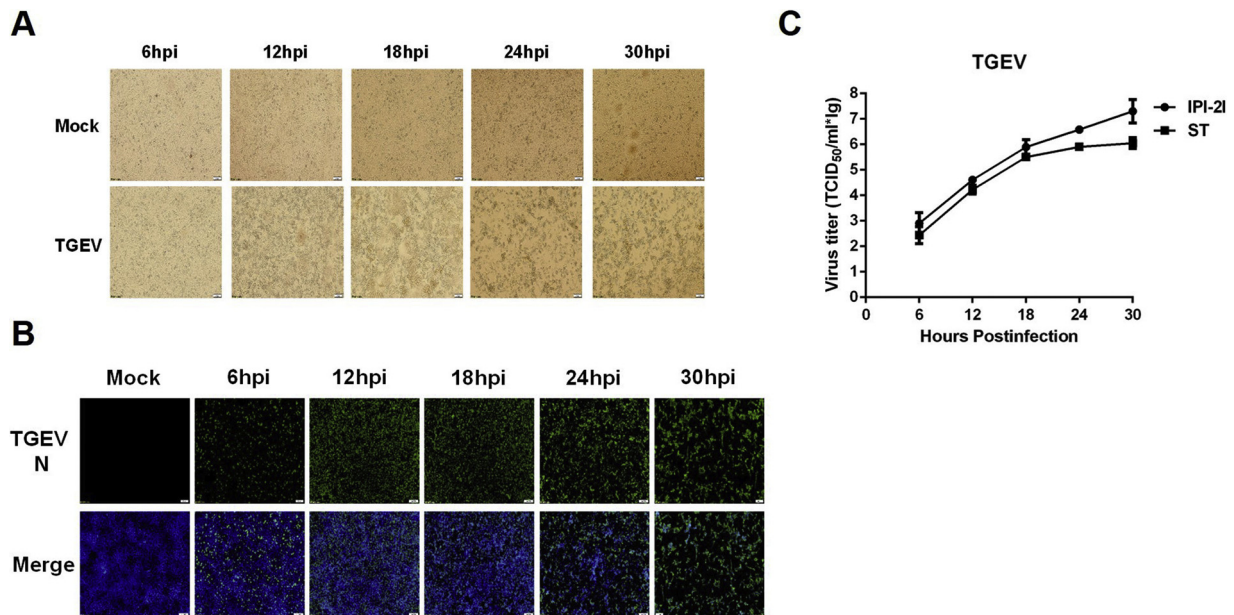 A
6hpi 12hpi 18hpi 24hpi 30hpi
Mock
TGEV
B
Mock 6hpi 12hpi 18hpi 24hpi 30hpi
TGEV
N
Merge
C
TGEV
Virus titer (TCID50/ml*lg)
8
7
6
5
4
3
2
1
0
0 6 12 18 24 30
Hours Postinfection
IPI-2I
ST